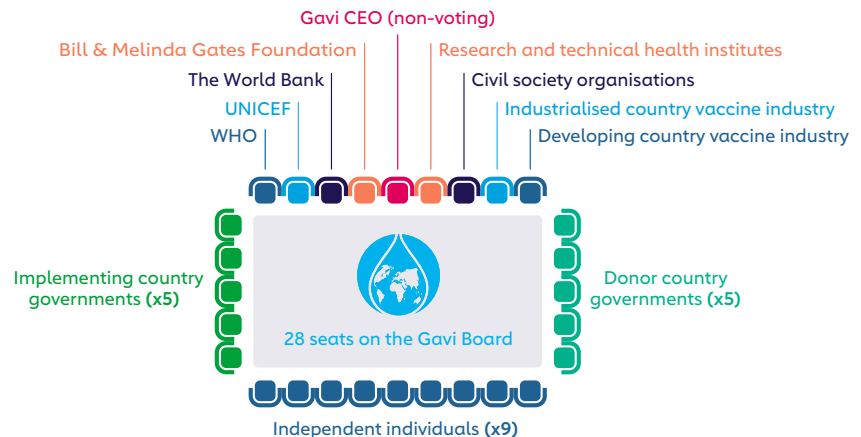 Gavi CEO (non-voting)
Bill & Melinda Gates Foundation
Research and technical health institutes
The World Bank
Civil society organisations
UNICEF
Industrialised country vaccine industry
WHO
Developing country vaccine industry
Implementing country
governments (x5)
Donor country
governments (x5)
28 seats on the Gavi Board
Independent individuals (x9)